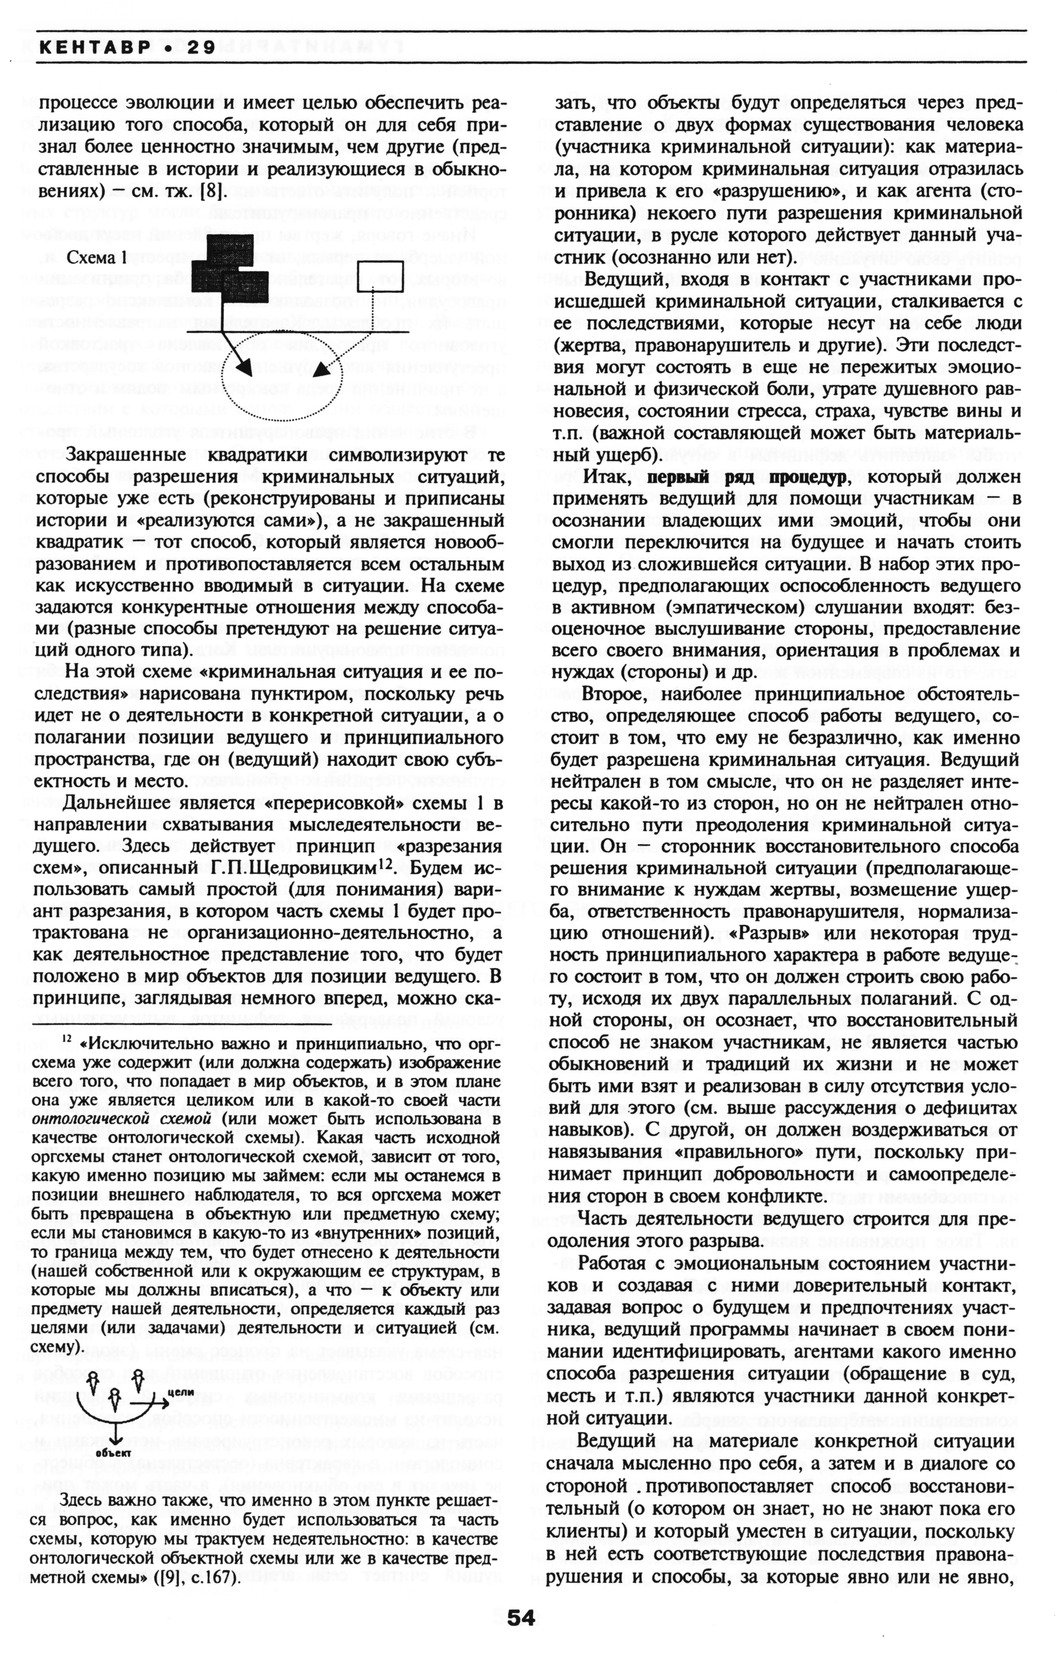 КЕНТАВР • 29
процессе эволюции и имеет целью обеспечить реа-
лизацию того способа, который он для себя при-
знал более ценностно значимым, чем другие (пред-
ставленные в истории и реализующиеся в обыкно-
вениях) — см. тж. [8].
Схема 1
Закрашенные квадратики символизируют те
способы разрешения криминальных ситуаций,
которые уже есть (реконструированы и приписаны
истории и «реализуются сами»), а не закрашенный
квадратик — тот способ, который является новооб-
разованием и противопоставляется всем остальным
как искусственно вводимый в ситуации. На схеме
задаются конкурентные отношения между способа-
ми (разные способы претендуют на решение ситуа-
ций одного типа).
На этой схеме «криминальная ситуация и ее по-
следствия» нарисована пунктиром, поскольку речь
идет не о деятельности в конкретной ситуации, а о
полагании позиции ведущего и принципиального
пространства, где он (ведущий) находит свою субъ-
ектность и место.
Дальнейшее является «перерисовкой» схемы 1 в
направлении схватывания мыследеятельности ве-
дущего. Здесь действует принцип «разрезания
схем», описанный Г.П.Щедровицким12. Будем ис-
пользовать самый простой (для понимания) вари-
ант разрезания, в котором часть схемы 1 будет про-
трактована не организационно-деятельностно, а
как деятельностное представление того, что будет
положено в мир объектов для позиции ведущего. В
принципе, заглядывая немного вперед, можно ска-
12 «Исключительно важно и принципиально, что орг-
схема уже содержит (или должна содержать) изображение
всего того, что попадает в мир объектов, и в этом плане
она уже является целиком или в какой-то своей части
онтологической схемой (или может быть использована в
качестве онтологической схемы). Какая часть исходной
оргсхемы станет онтологической схемой, зависит от того,
какую именно позицию мы займем: если мы останемся в
позиции внешнего наблюдателя, то вся оргсхема может
быть превращена в объектную или предметную схему;
если мы становимся в какую-то из «внутренних» позиций,
то граница между тем, что будет отнесено к деятельности
(нашей собственной или к окружающим ее структурам, в
которые мы должны вписаться), а что — к объекту или
предмету нашей деятельности, определяется каждый раз
целями (или задачами) деятельности и ситуацией (см.
схему).
цели
объект
Здесь важно также, что именно в этом пункте решает-
ся вопрос, как именно будет использоваться та часть
схемы, которую мы трактуем недеятельностно: в качестве
онтологической объектной схемы или же в качестве пред-
метной схемы» ([9], с.167).
зать, что объекты будут определяться через пред-
ставление о двух формах существования человека
(участника криминальной ситуации): как материа-
ла, на котором криминальная ситуация отразилась
и привела к его «разрушению», и как агента (сто-
ронника) некоего пути разрешения криминальной
ситуации, в русле которого действует данный уча-
стник (осознанно или нет).
Ведущий, входя в контакт с участниками про-
исшедшей криминальной ситуации, сталкивается с
ее последствиями, которые несут на себе люди
(жертва, правонарушитель и другие). Эти последст-
вия могут состоять в еще не пережитых эмоцио-
нальной и физической боли, утрате душевного рав-
новесия, состоянии стресса, страха, чувстве вины и
т.п. (важной составляющей может быть материаль-
ный ущерб).
Итак, первый ряд процедур, который должен
применять ведущий для помощи участникам — в
осознании владеющих ими эмоций, чтобы они
смогли переключится на будущее и начать стоить
выход из сложившейся ситуации. В набор этих про-
цедур, предполагающих оспособленность ведущего
в активном (эмпатическом) слушании входят: без-
оценочное выслушивание стороны, предоставление
всего своего внимания, ориентация в проблемах и
нуждах (стороны) и др.
Второе, наиболее принципиальное обстоятель-
ство, определяющее способ работы ведущего, со-
стоит в том, что ему не безразлично, как именно
будет разрешена криминальная ситуация. Ведущий
нейтрален в том смысле, что он не разделяет инте-
ресы какой-то из сторон, но он не нейтрален отно-
сительно пути преодоления криминальной ситуа-
ции. Он — сторонник восстановительного способа
решения криминальной ситуации (предполагающе-
го внимание к нуждам жертвы, возмещение ущер-
ба, ответственность правонарушителя, нормализа-
цию отношений). «Разрыв» или некоторая труд-
ность принципиального характера в работе ведуще-
го состоит в том, что он должен строить свою рабо-
ту, исходя их двух параллельных полаганий. С од-
ной стороны, он осознает, что восстановительный
способ не знаком участникам, не является частью
обыкновений и традиций их жизни и не может
быть ими взят и реализован в силу отсутствия усло-
вий для этого (см. выше рассуждения о дефицитах
навыков). С другой, он должен воздерживаться от
навязывания «правильного» пути, поскольку при-
нимает принцип добровольности и самоопределе-
ния сторон в своем конфликте.
Часть деятельности ведущего строится для пре-
одоления этого разрыва.
Работая с эмоциональным состоянием участни-
ков и создавая с ними доверительный контакт,
задавая вопрос о будущем и предпочтениях участ-
ника, ведущий программы начинает в своем пони-
мании идентифицировать, агентами какого именно
способа разрешения ситуации (обращение в суд,
месть и т.п.) являются участники данной конкрет-
ной ситуации.
Ведущий на материале конкретной ситуации
сначала мысленно про себя, а затем и в диалоге со
стороной . противопоставляет способ восстанови-
тельный (о котором он знает, но не знают пока его
клиенты) и который уместен в ситуации, поскольку
в ней есть соответствующие последствия правона-
рушения и способы, за которые явно или не явно,
54